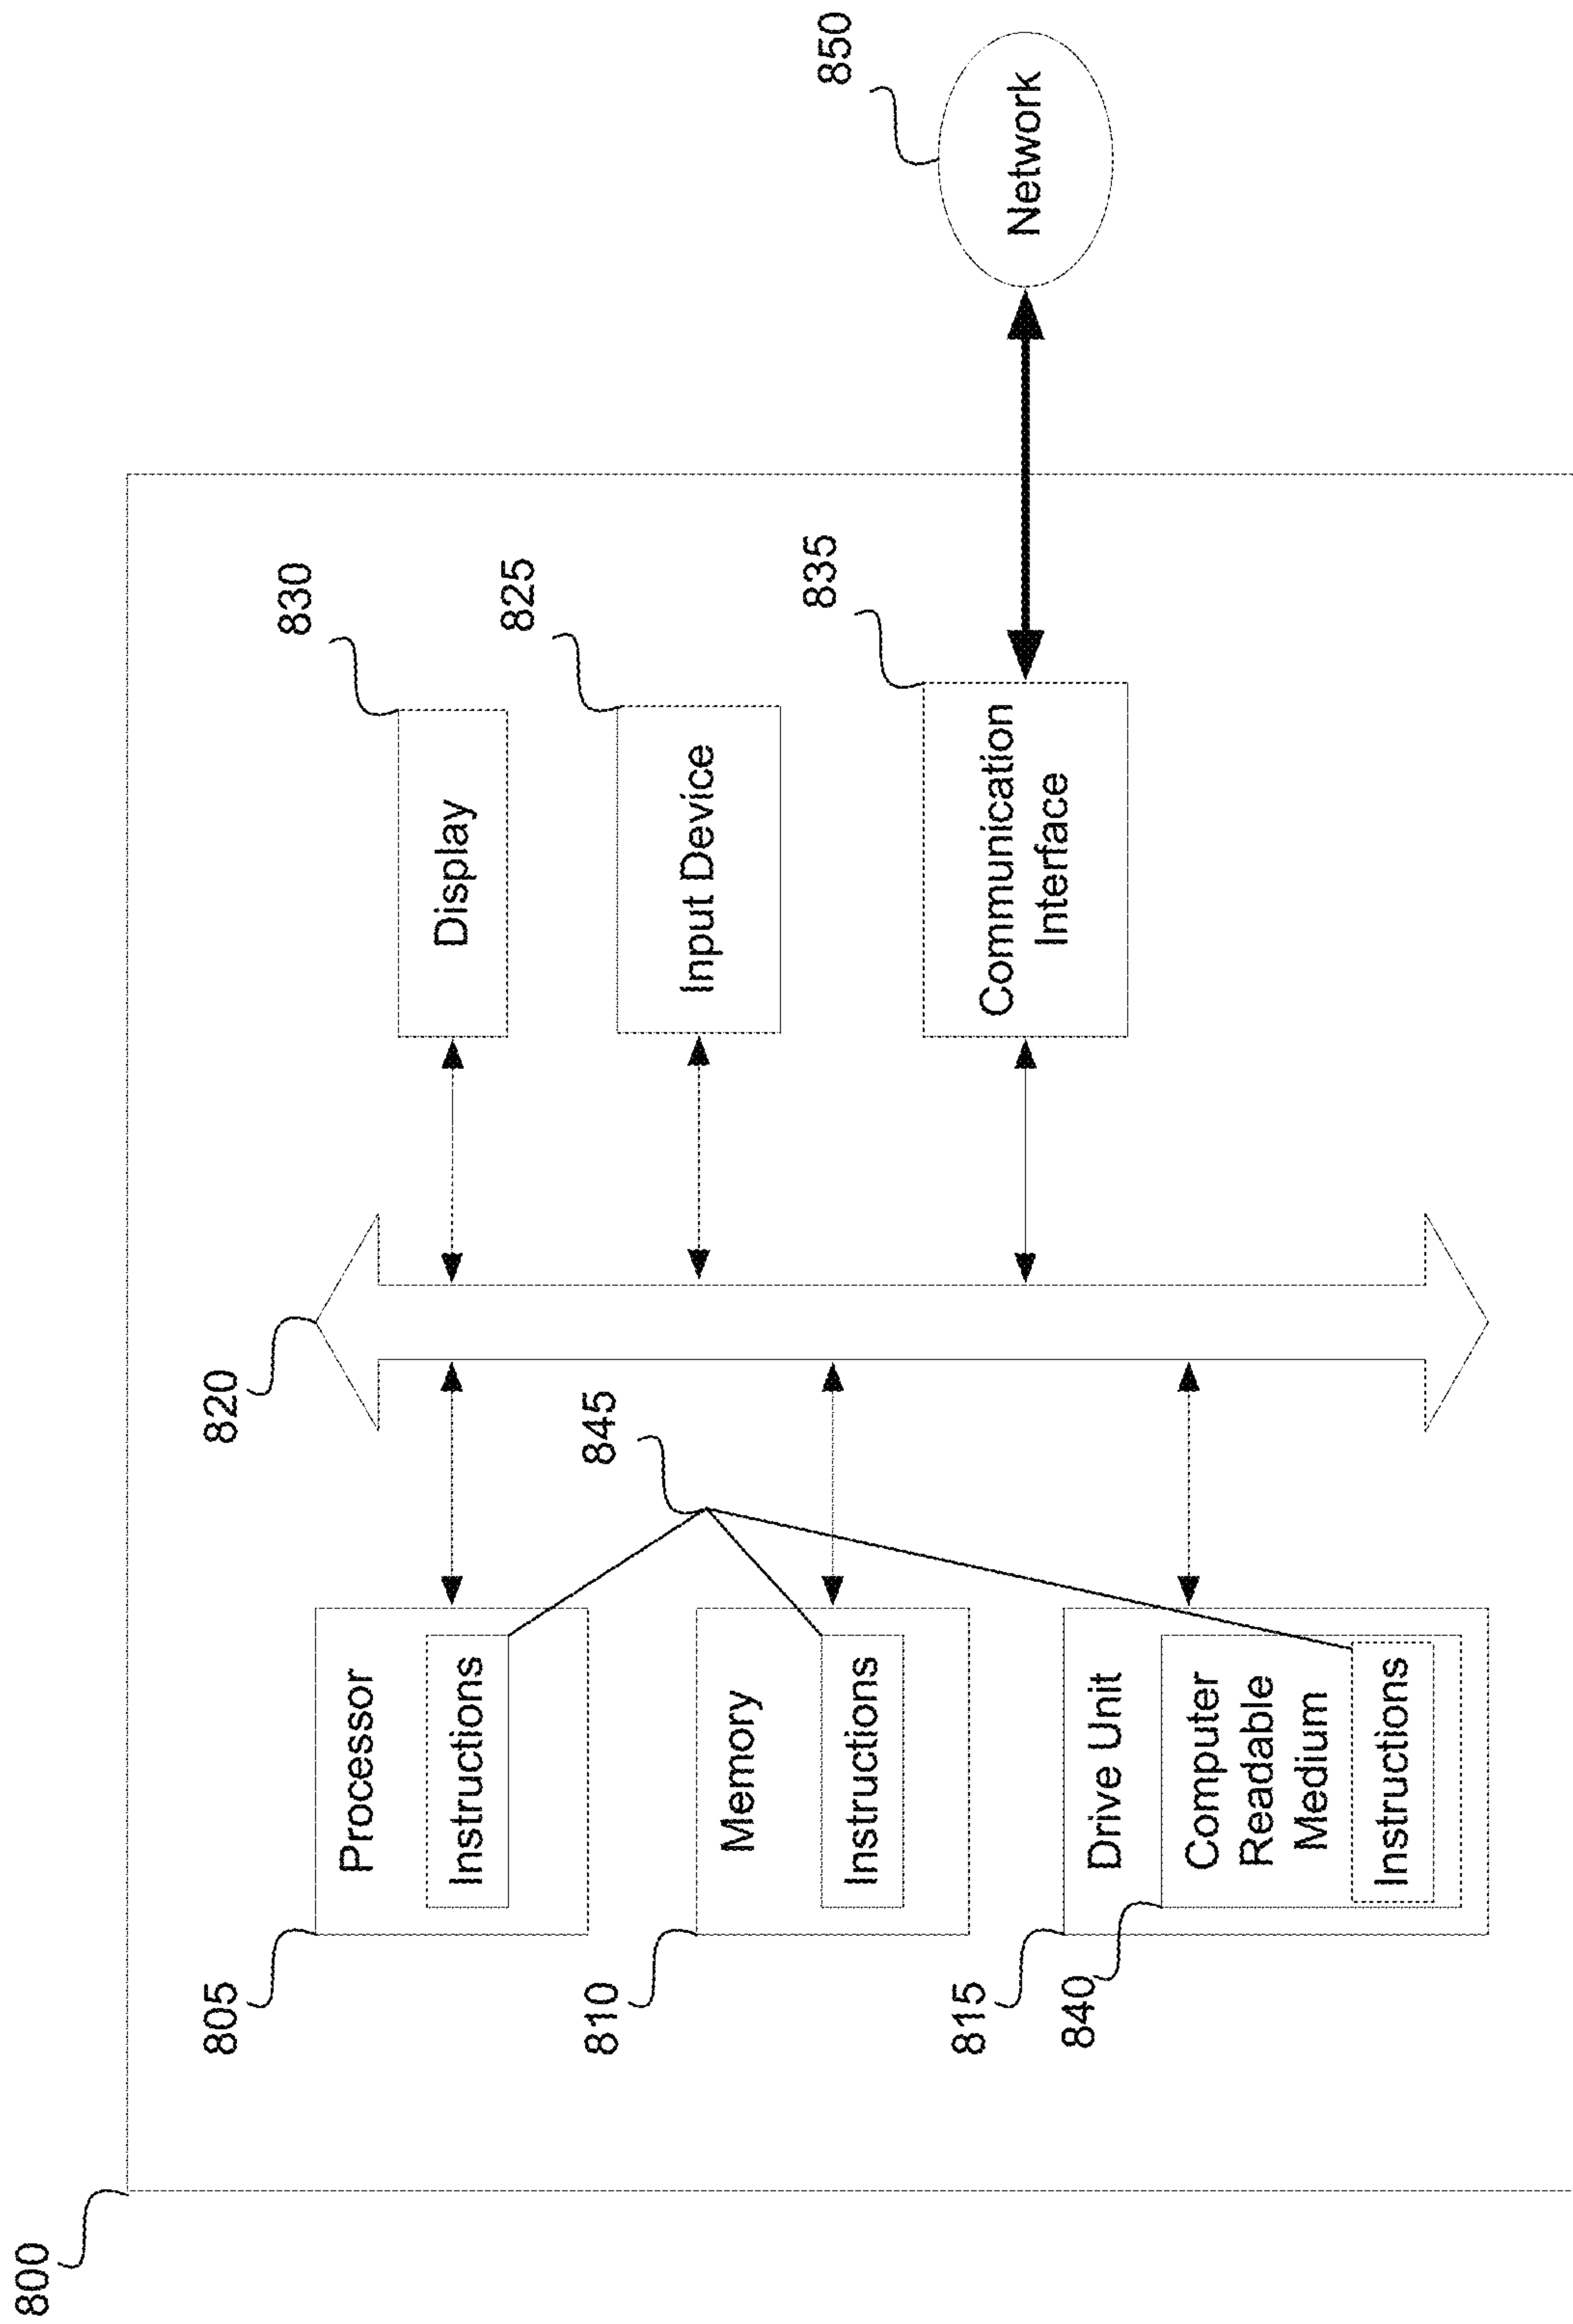 800
805
Processor
Instructions
820
Display
830
810
Memory
Instructions
845
Input Device
825
815
Drive Unit
840
Computer
Readable
Medium
Instructions
Communication
Interface
835
Network
850